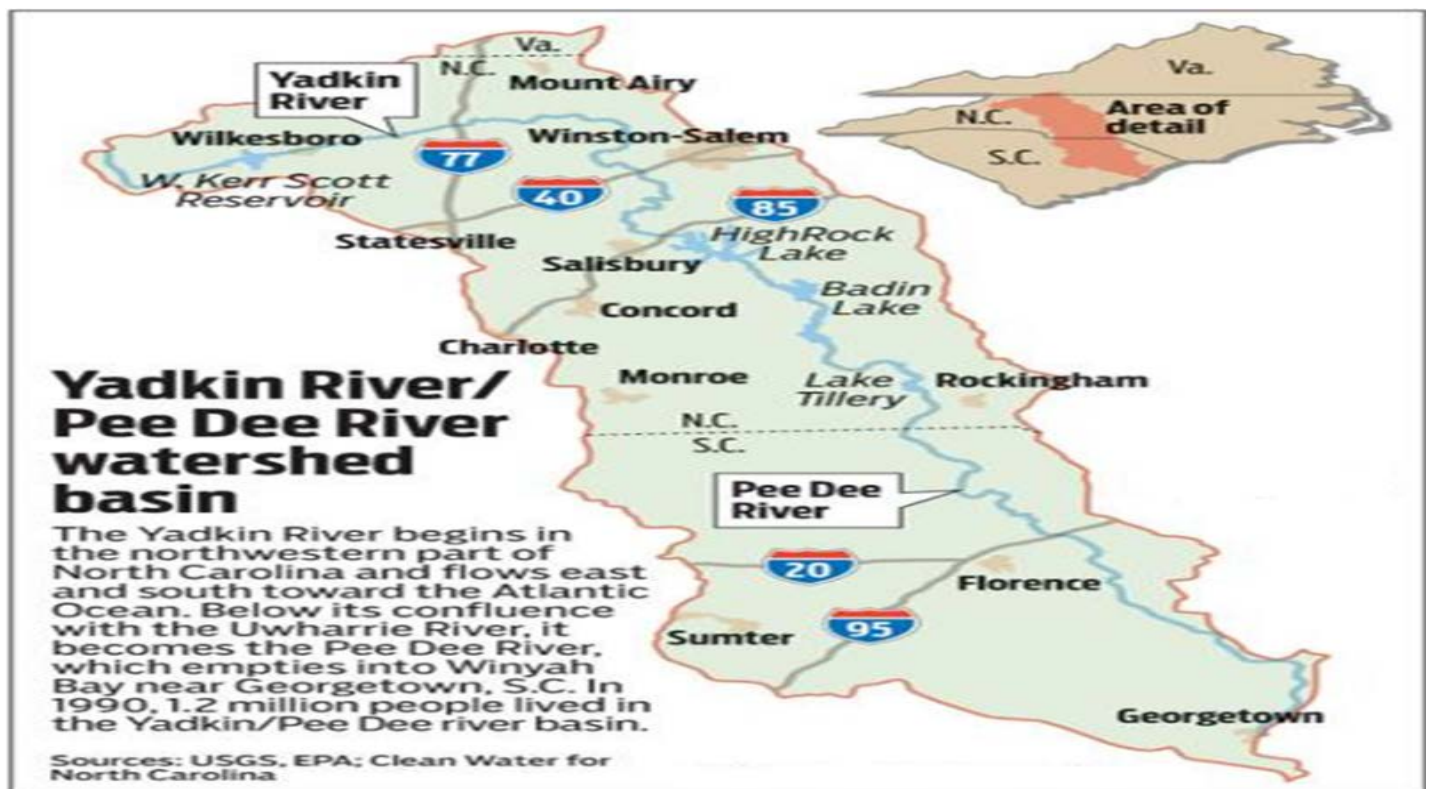 Va.
N.C.
Mount Airy
Yadkin
River
Wilkesboro
Winston-Salem
77
W. Kerr Scott
Reservoir
40
85
Statesville
HighRock
Lake
Salisbury
Badin
Lake
Concord
Charlotte
Monroe
Lake
Tillery
Rockingham
N.C.
S.C.
Pee Dee
River
20
Florence
95
Sumter
Georgetown
Va.
N.C.
Area of
detail
S.C.
Yadkin River/
Pee Dee River
watershed
basin
The Yadkin River begins in
the northwestern part of
North Carolina and flows east
and south toward the Atlantic
Ocean. Below its confluence
with the Uwharrie River, it
becomes the Pee Dee River,
which empties into Winyah
Bay near Georgetown, S.C. In
1990, 1.2 million people lived in
the Yadkin/Pee Dee river basin.
Sources: USGS, EPA; Clean Water for
North Carolina